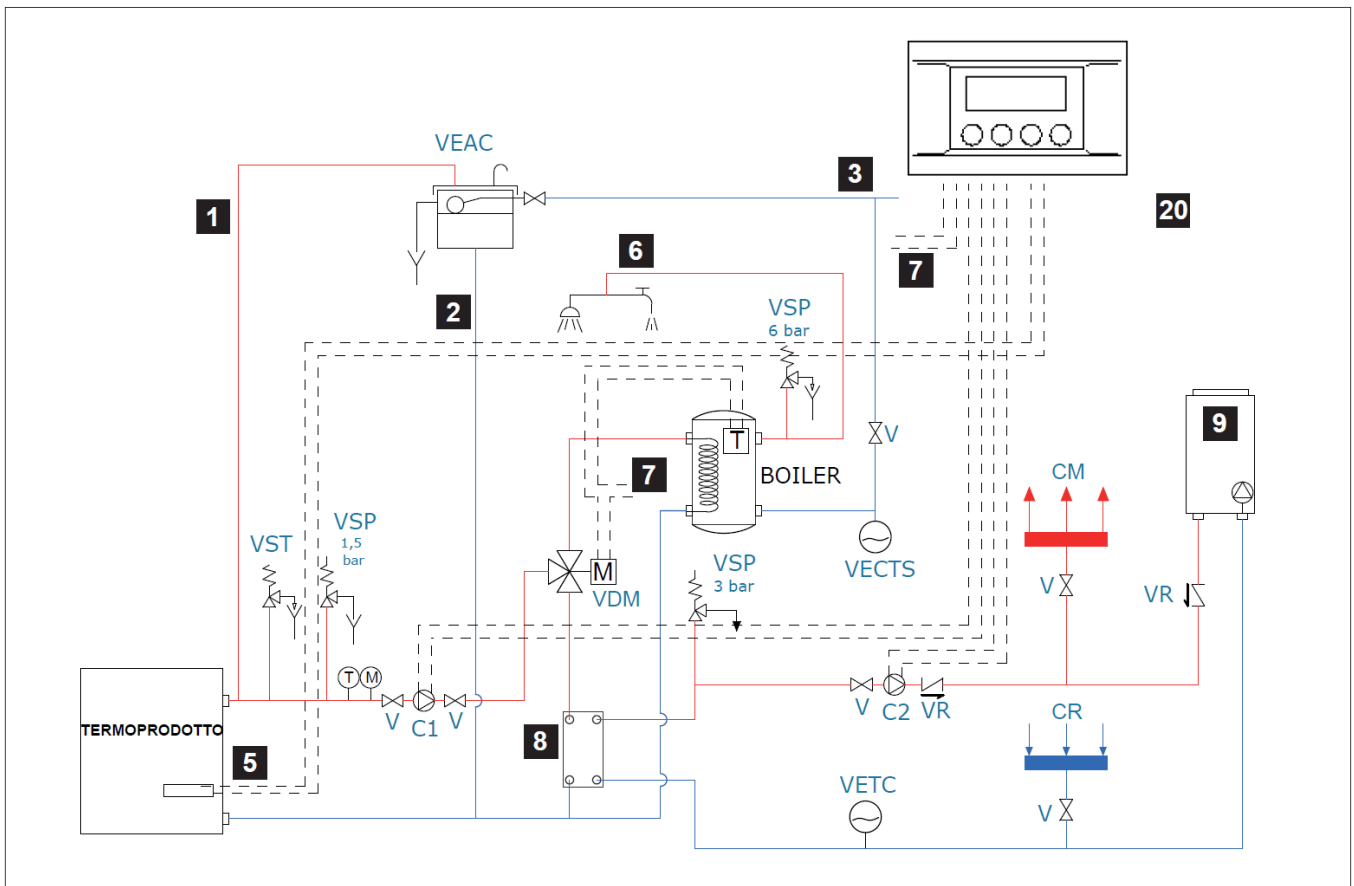 VEAC
3
1
20
6
7
2
VSP
6 bar
9
T
V
7
BOILER
CM
VSP
1,5
bar
VST
VSP
3 bar
VECTS
M
VDM
V
VR
T
M
TERMOPRODOTTO
V
C1
V
V
C2
VR
CR
8
5
VETC
V